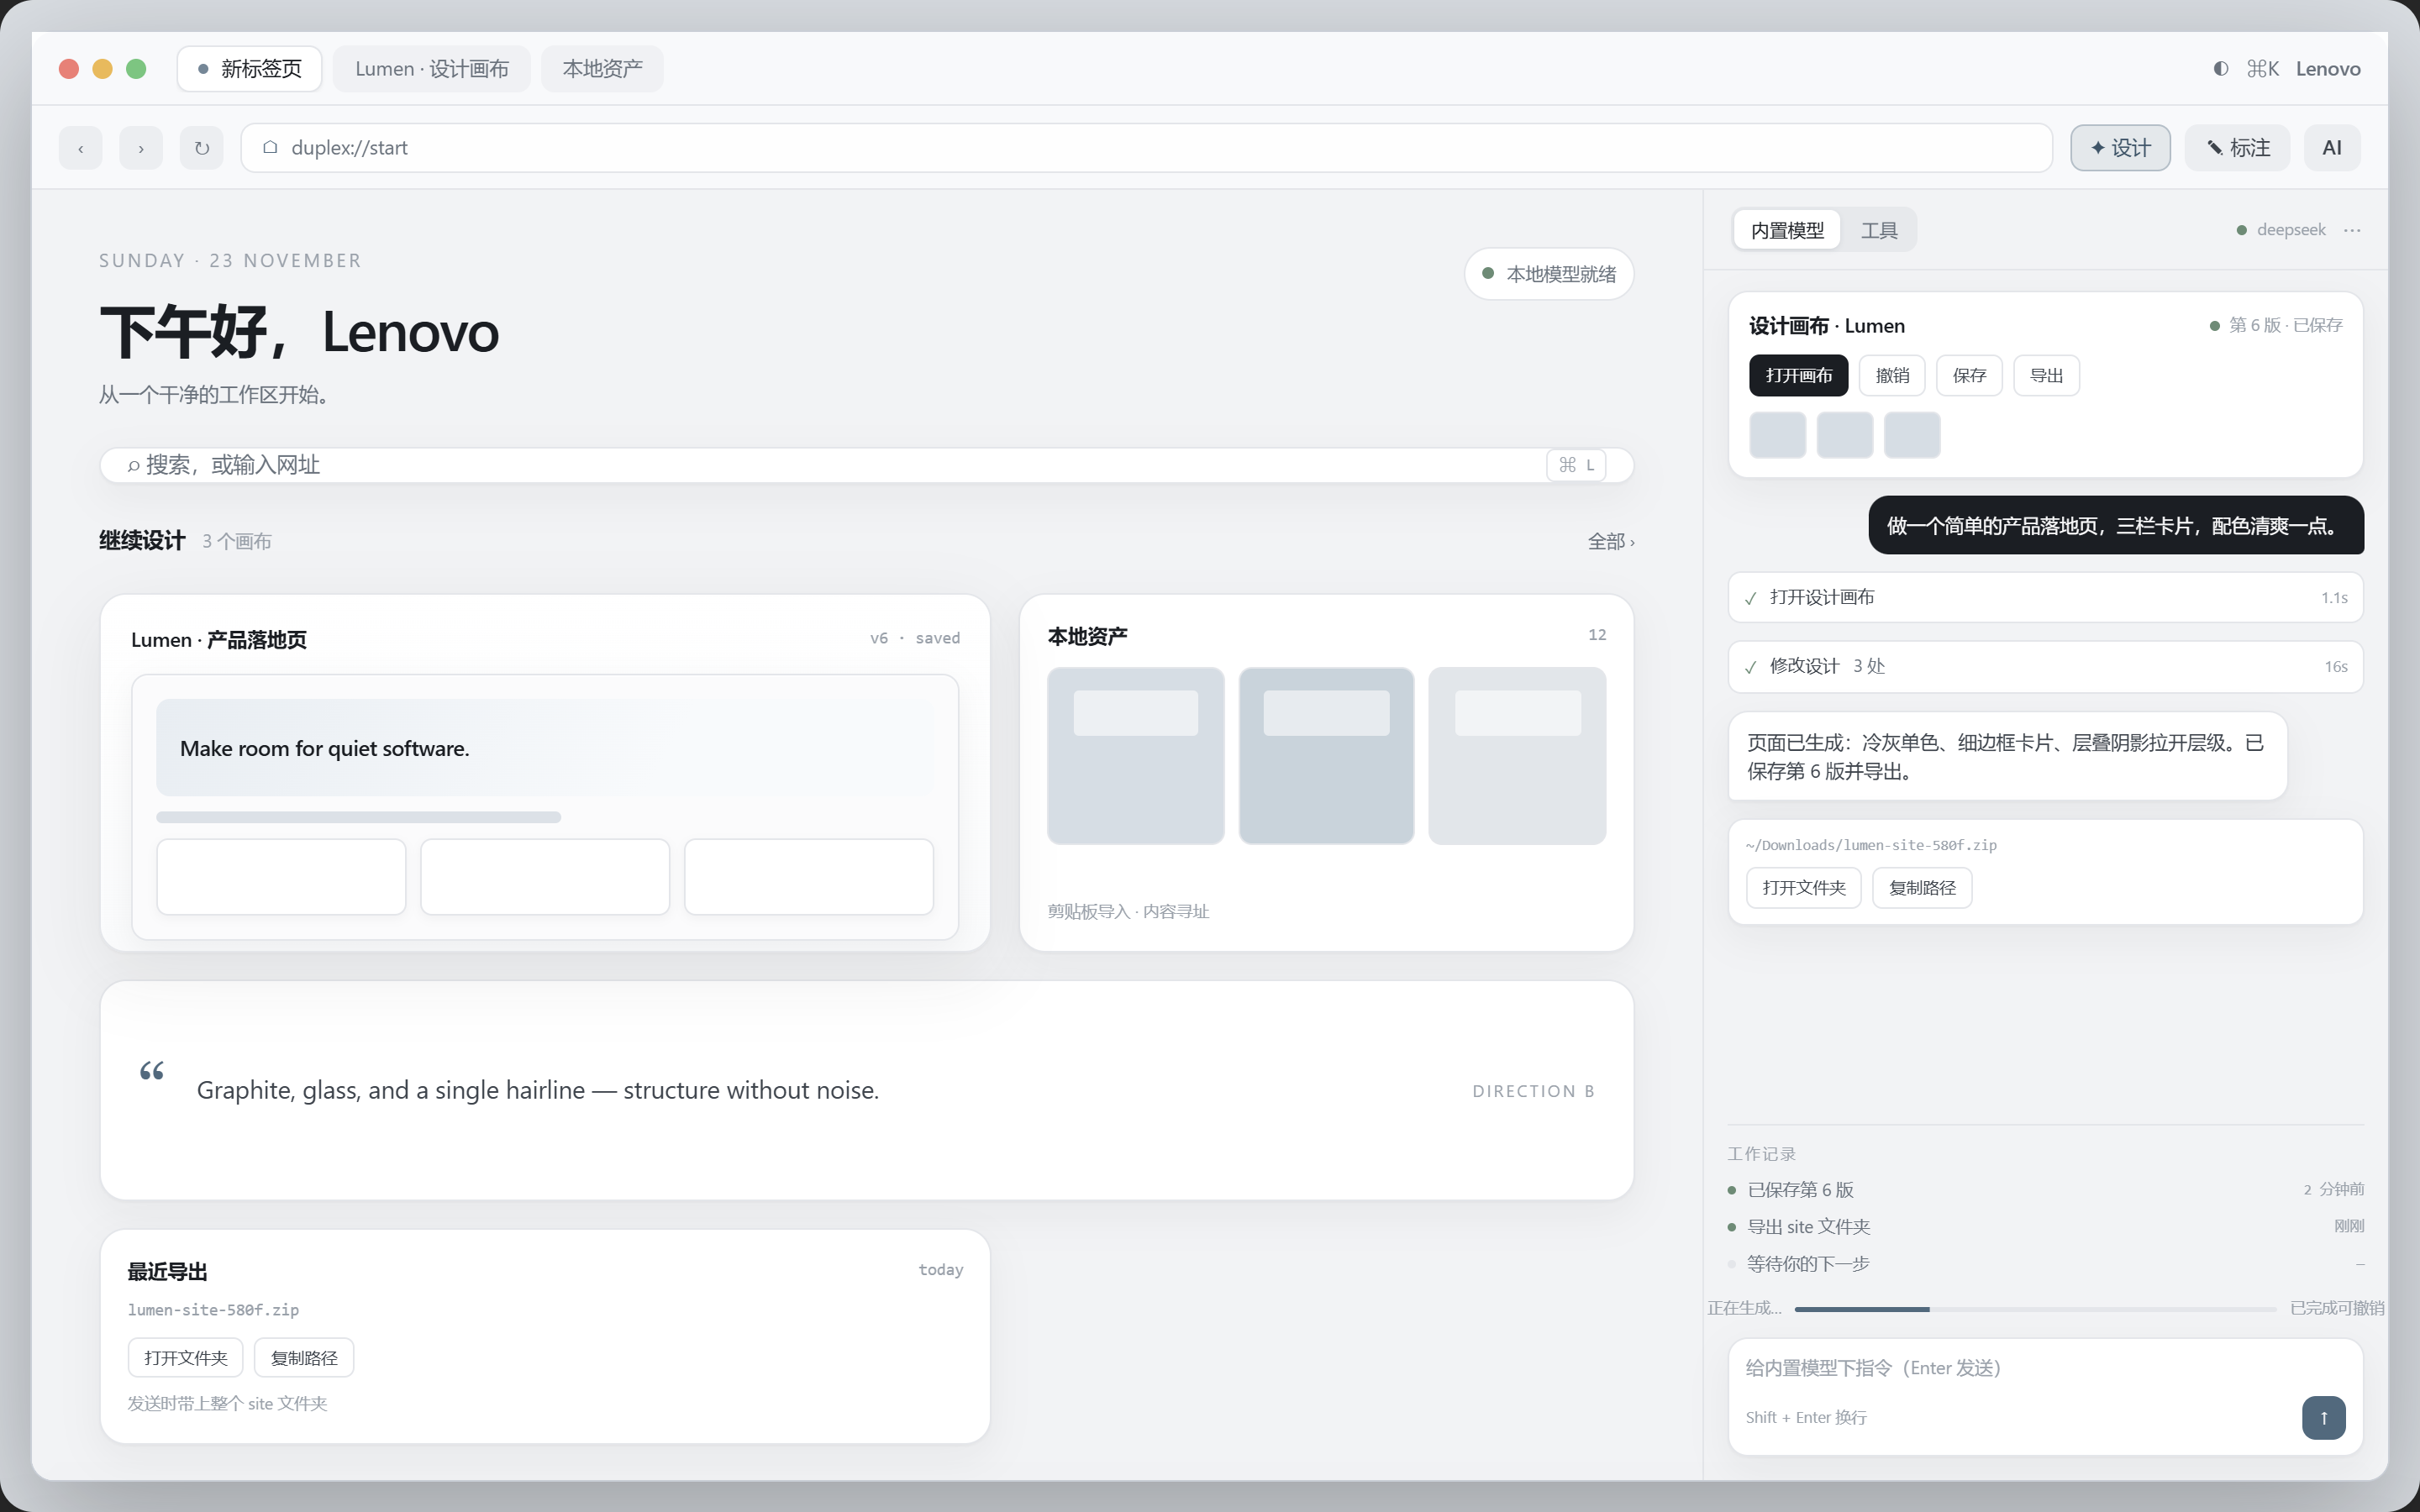 新标签页
Lumen · 设计画布
本地资产
⌘K
Lenovo
duplex://start
✦ 设计
✎ 标注
AI
SUNDAY · 23 NOVEMBER
本地模型就绪
下午好，Lenovo
从一个干净的工作区开始。
搜索，或输入网址
⌘ L
继续设计 3 个画布
全部 ›
Lumen · 产品落地页
v6 · saved
Make room for quiet software.
本地资产
12
剪贴板导入 · 内容寻址
“
Graphite, glass, and a single hairline — structure without noise.
DIRECTION B
最近导出
today
lumen-site-580f.zip
打开文件夹
复制路径
发送时带上整个 site 文件夹
内置模型
工具
deepseek
···
设计画布 · Lumen
第 6 版 · 已保存
打开画布
撤销
保存
导出
做一个简单的产品落地页，三栏卡片，配色清爽一点。
✓ 打开设计画布
1.1s
✓ 修改设计 3 处
16s
页面已生成：冷灰单色、细边框卡片、层叠阴影拉开层级。已
保存第 6 版并导出。
~/Downloads/lumen-site-580f.zip
打开文件夹
复制路径
工作记录
已保存第 6 版
2 分钟前
导出 site 文件夹
刚刚
等待你的下一步
—
正在生成…
已完成可撤销
给内置模型下指令（Enter 发送）
Shift + Enter 换行
↑